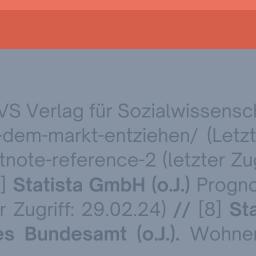 VS Verlag für Sozialwissensch
-dem-markt-entziehen/ (Letzt
tnote-reference-2 (letzter Zug
] Statista GmbH (o.J.) Progno
r Zugriff: 29.02.24) // [8] Sta
es Bundesamt (o.J.). Wohne